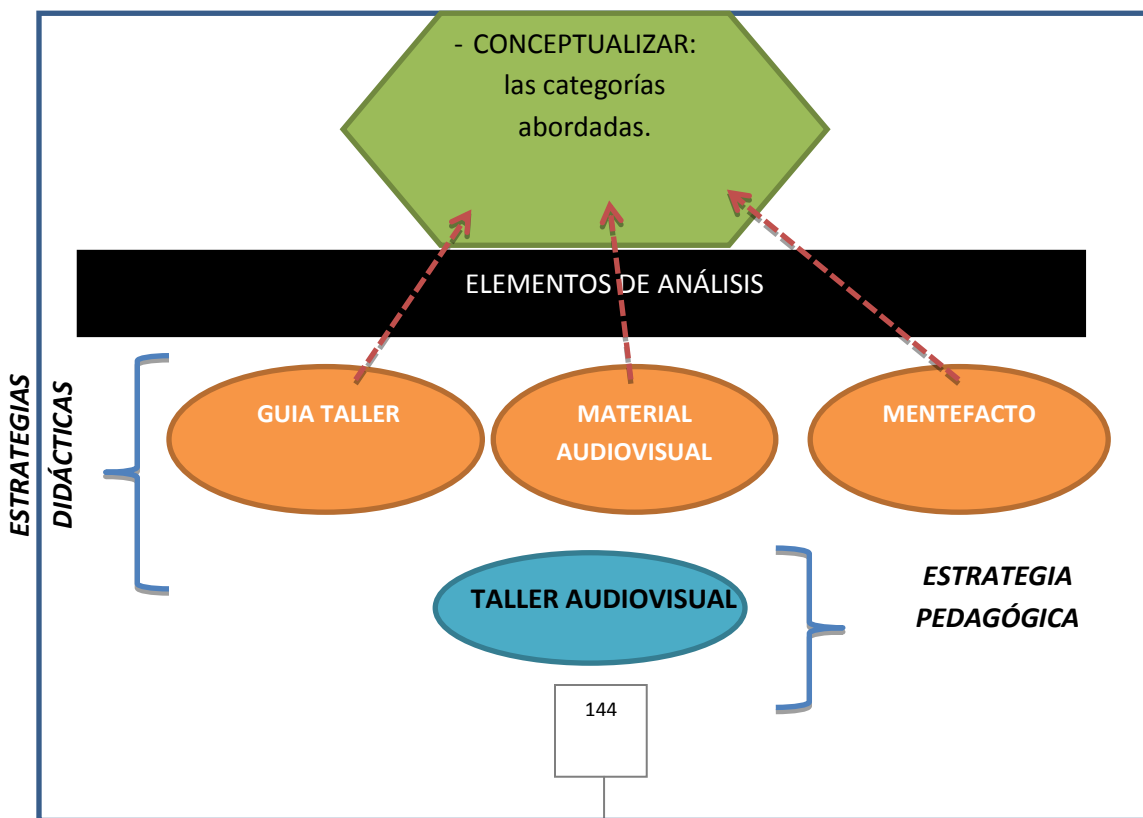 - CONCEPTUALIZAR:
las categorías
abordadas.
ELEMENTOS DE ANÁLISIS
ESTRATEGIAS
DIDÁCTICAS
GUIA TALLER
MATERIAL
AUDIOVISUAL
MENTEFACTO
TALLER AUDIOVISUAL
ESTRATEGIA
PEDAGÓGICA
144